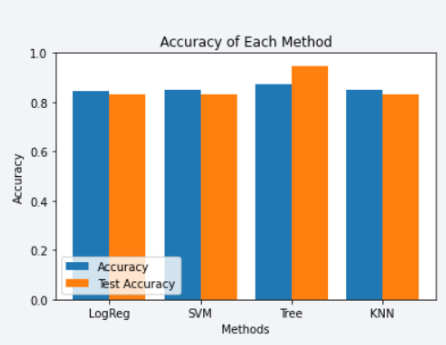 Accuracy of Each Method
1.0
0.8
0.6
0.4
0.2
0.0
Accuracy
Accuracy
Test Accuracy
LogReg SVM Tree KNN
Methods